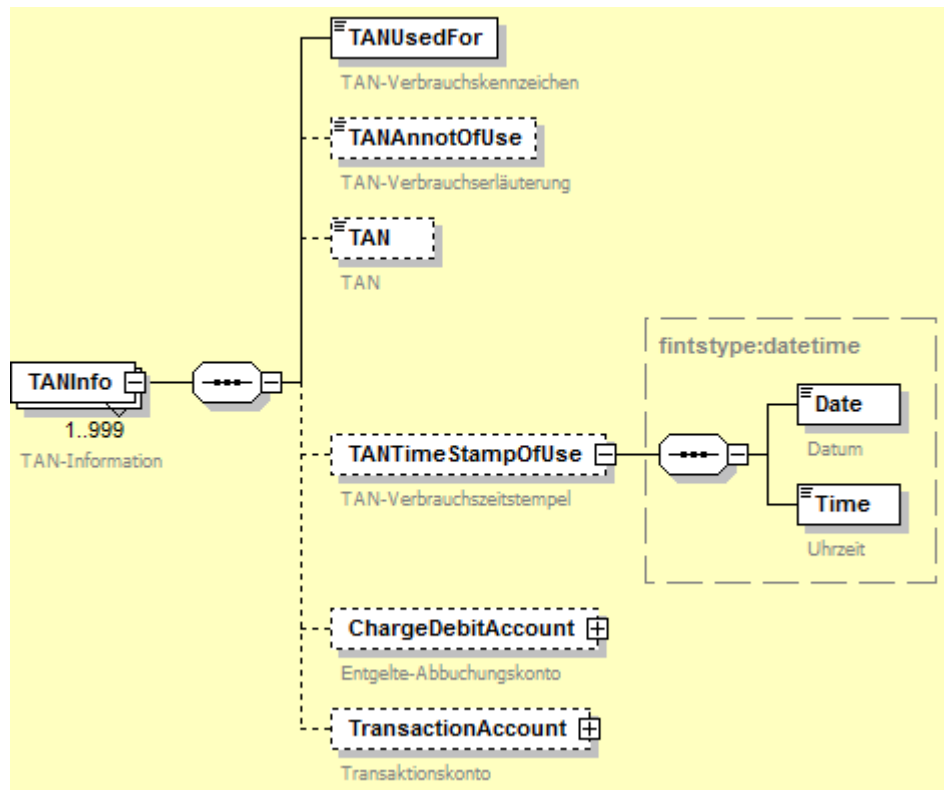 TANUsedFor
TAN-Verbrauchskennzeichen
TANAnnotOfUse
TAN-Verbrauchserläuterung
TAN
TAN
TANInfo
1..999
TAN-Information
TANTimeStampOfUse
TAN-Verbrauchszeitstempel
fintstype:datetime
Date
Datum
Time
Uhrzeit
ChargeDebitAccount
Entgelte-Abbuchungskonto
TransactionAccount
Transaktionskonto